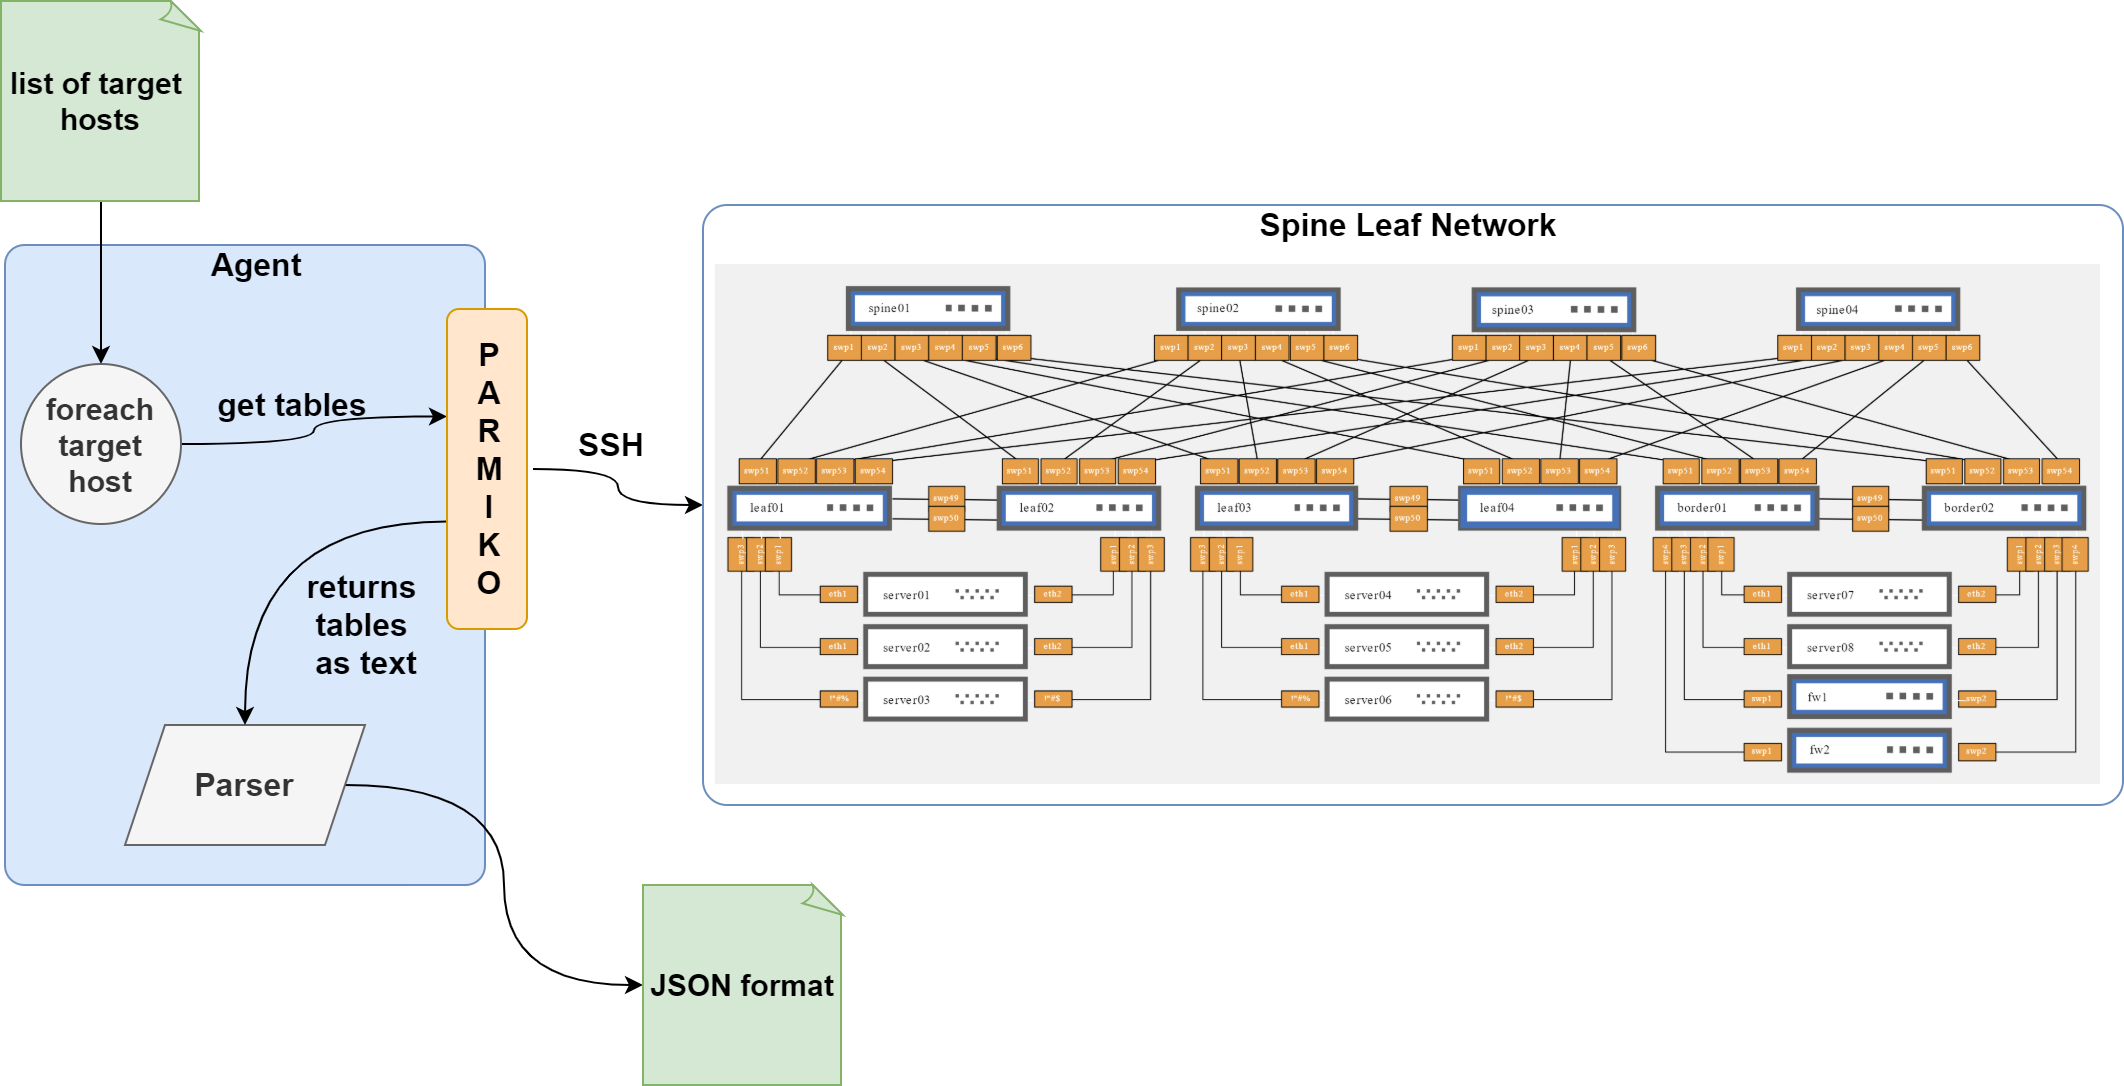 list of target
hosts
Agent
foreach
target
host
get tables
P
A
R
M
I
K
O
SSH
returns
tables
as text
Parser
JSON format
Spine Leaf Network
spine01
spine02
spine03
spine04
swp1 swp2 swp3 swp4 swp5 swp6
swp1 swp2 swp3 swp4 swp5 swp6
swp1 swp2 swp3 swp4 swp5 swp6
swp1 swp2 swp3 swp4 swp5 swp6
swp51 swp52 swp53 swp54
swp51 swp52 swp53 swp54
swp51 swp52 swp53 swp54
swp51 swp52 swp53 swp54
swp51 swp52 swp53 swp54
swp51 swp52 swp53 swp54
leaf01
swp49
swp50
leaf02
leaf03
swp49
swp50
leaf04
border01
swp49
swp50
border02
swp3 swp2 swp1
swp1 swp2 swp3
swp3 swp2 swp1
swp1 swp2 swp3
swp4 swp3 swp2 swp1
swp1 swp2 swp3 swp4
eth1 server01 eth2
eth1 server02 eth2
!*#% server03 !*#$
eth1 server04 eth2
eth1 server05 eth2
!*#% server06 !*#$
eth1 server07 eth2
eth1 server08 eth2
swp1 fw1 swp2
swp1 fw2 swp2